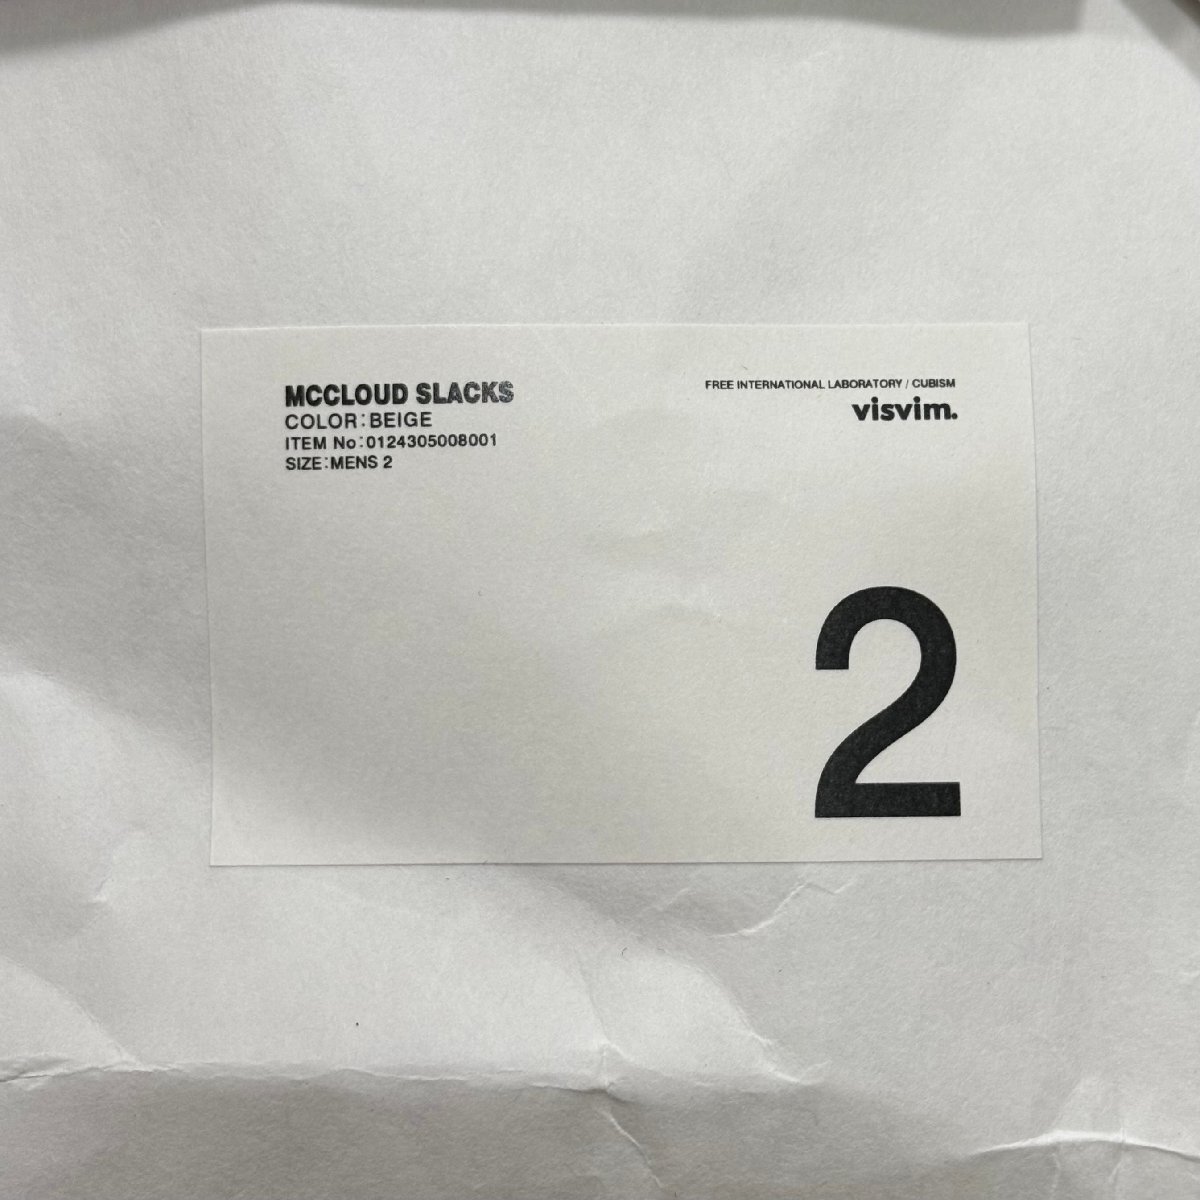 MCCLOUD SLACKS
COLOR:BEIGE
ITEM No:0124305008001
SIZE:MENS 2
FREE INTERNATIONAL LABORATORY / CUBISM
visvim.
2